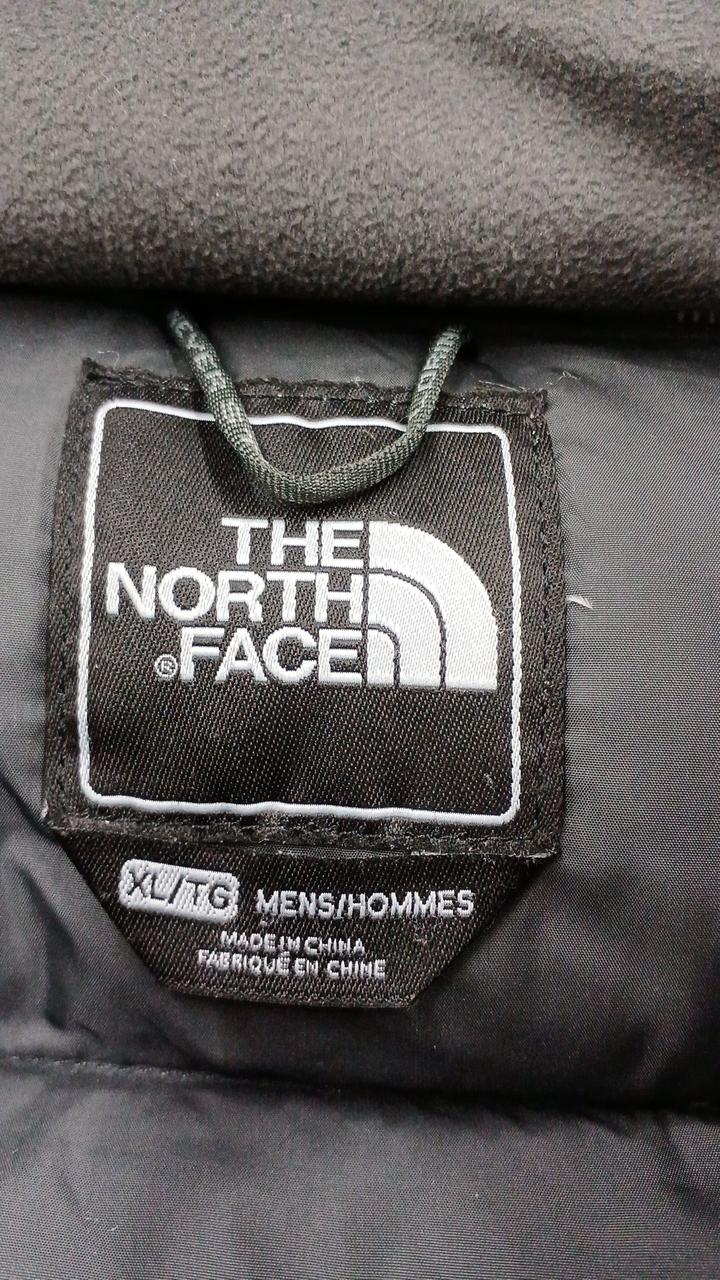 THE
NORTH
®FACE
XL/TG MENS/HOMMES
MADE IN CHINA
FABRIQUÉ EN CHINE